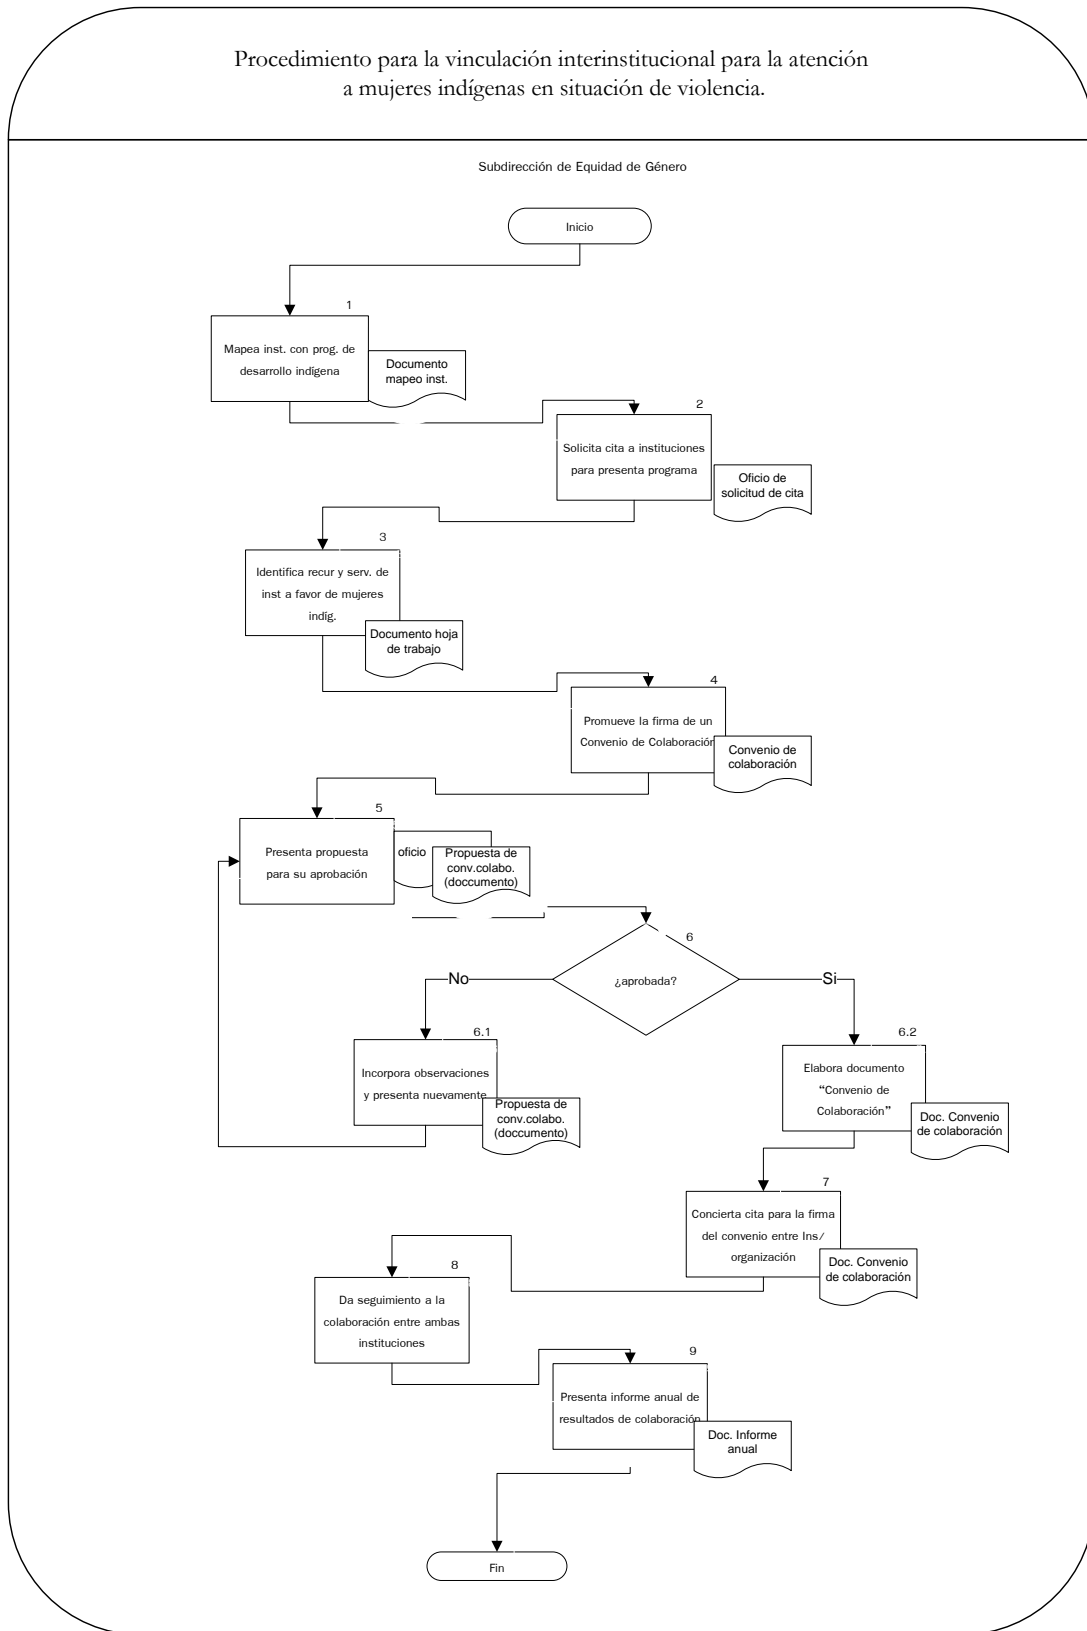 Procedimiento para la vinculación interinstitucional para la atención
a mujeres indígenas en situación de violencia.
Subdirección de Equidad de Género
Inicio
1
Mapea inst. con prog. de
desarrollo indígena
Documento
mapeo inst.
2
Solicita cita a instituciones
para presenta programa
Oficio de
solicitud de cita
3
Identifica recur y serv. de
inst a favor de mujeres
indíg.
Documento hoja
de trabajo
4
Promueve la firma de un
Convenio de Colaboración
Convenio de
colaboración
5
Presenta propuesta
para su aprobación
oficio
Propuesta de
conv.colabo.
(doccumento)
6
¿aprobada?
No
Si
6.1
Incorpora observaciones
y presenta nuevamente
Propuesta de
conv.colabo.
(doccumento)
6.2
Elabora documento
“Convenio de
Colaboración”
Doc. Convenio
de colaboración
7
Concierta cita para la firma
del convenio entre Ins/
organización
Doc. Convenio
de colaboración
8
Da seguimiento a la
colaboración entre ambas
instituciones
9
Presenta informe anual de
resultados de colaboración
Doc. Informe
anual
Fin